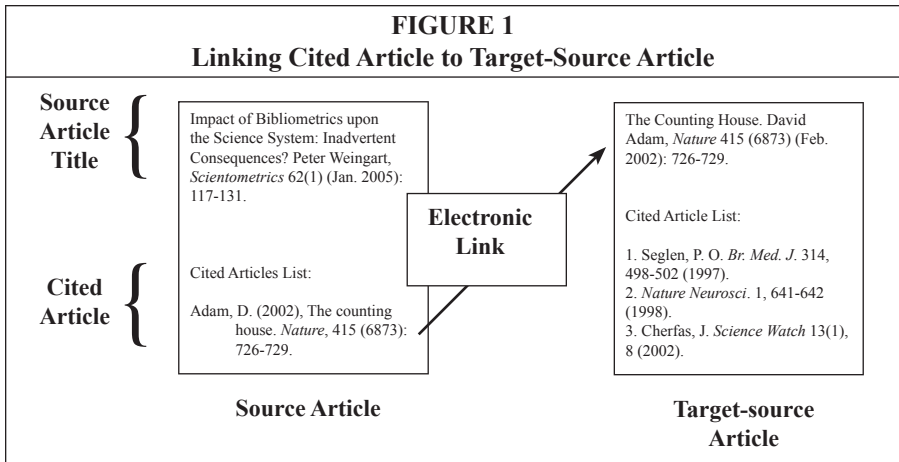 FIGURE 1
Linking Cited Article to Target-Source Article
Source
Article
Title
Impact of Bibliometrics upon
the Science System: Inadvertent
Consequences? Peter Weingart,
Scientometrics 62(1) (Jan. 2005):
117-131.
Cited
Article
Cited Articles List:
Adam, D. (2002), The counting
house. Nature, 415 (6873):
726-729.
Source Article
Electronic
Link
The Counting House. David
Adam, Nature 415 (6873) (Feb.
2002): 726-729.
Cited Article List:
1. Seglen, P. O. Br. Med. J. 314,
498-502 (1997).
2. Nature Neurosci. 1, 641-642
(1998).
3. Cherfas, J. Science Watch 13(1),
8 (2002).
Target-source
Article